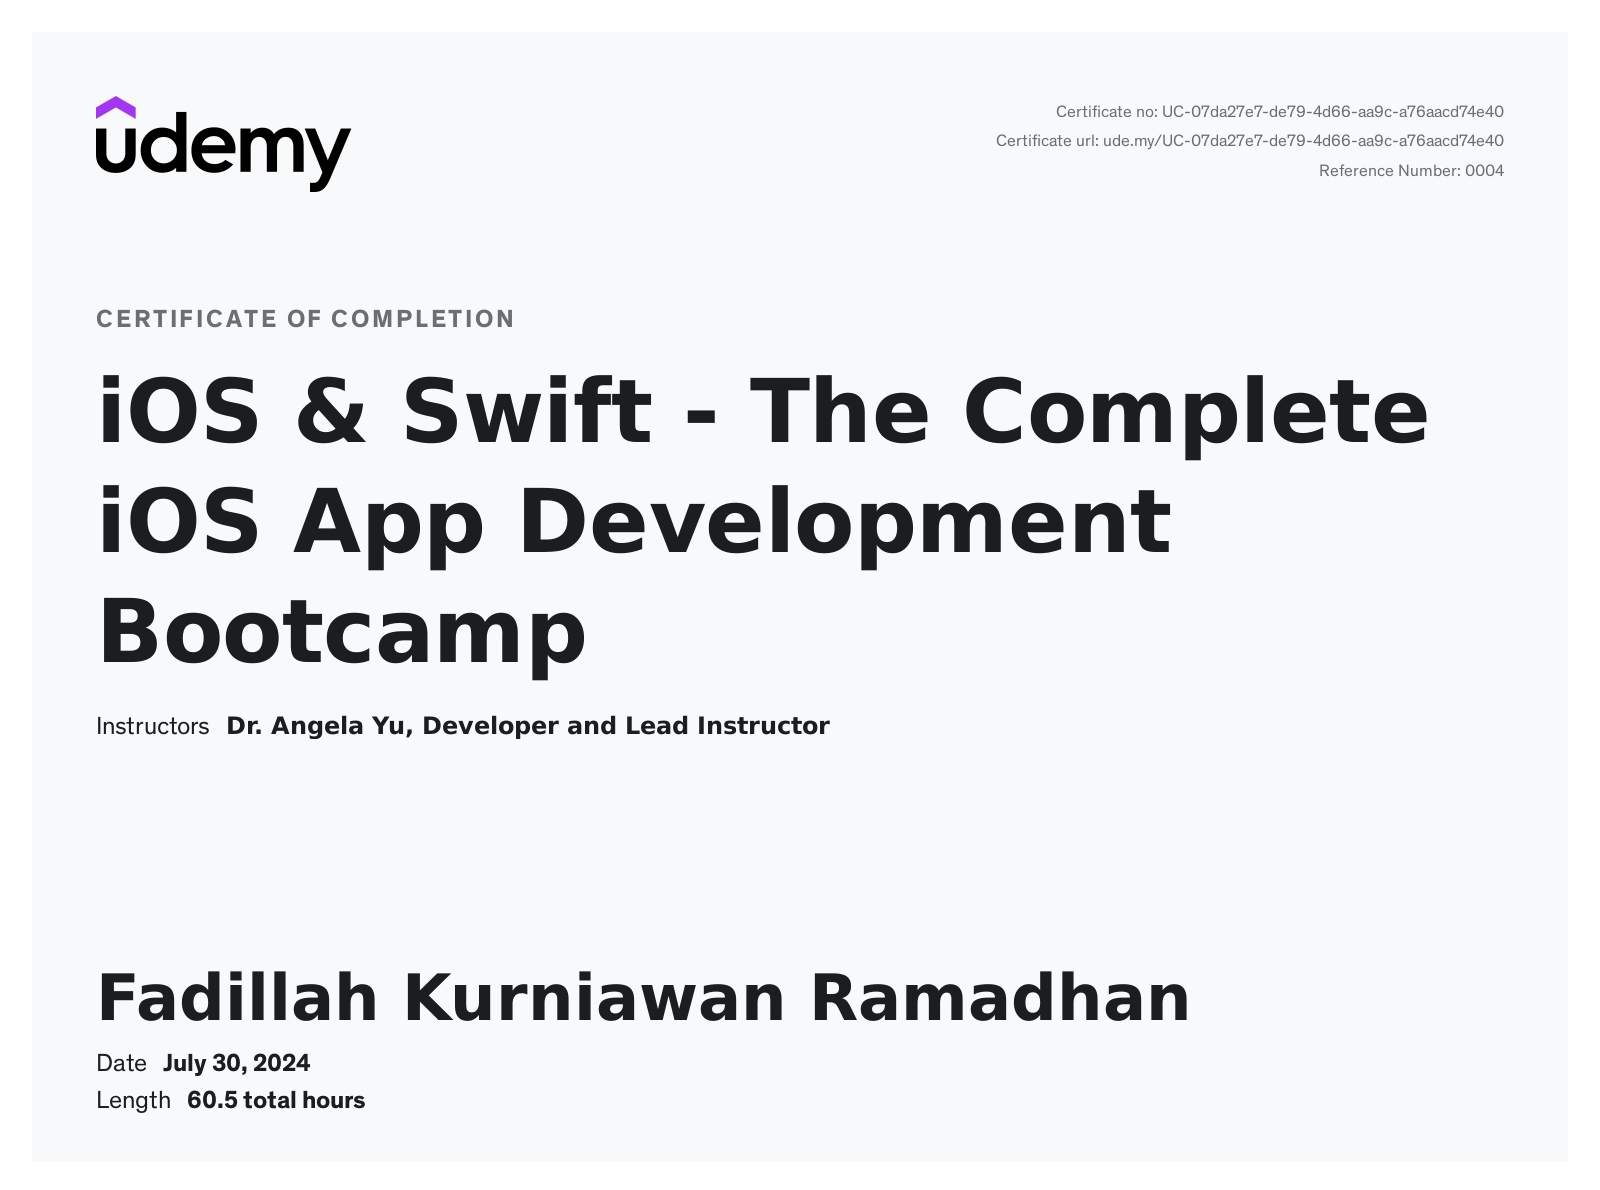 udemy
Certificate no: UC-07da27e7-de79-4d66-aa9c-a76aacd74e40
Certificate url: ude.my/UC-07da27e7-de79-4d66-aa9c-a76aacd74e40
Reference Number: 0004
CERTIFICATE OF COMPLETION
iOS & Swift - The Complete
iOS App Development
Bootcamp
Instructors Dr. Angela Yu, Developer and Lead Instructor
Fadillah Kurniawan Ramadhan
Date July 30, 2024
Length 60.5 total hours